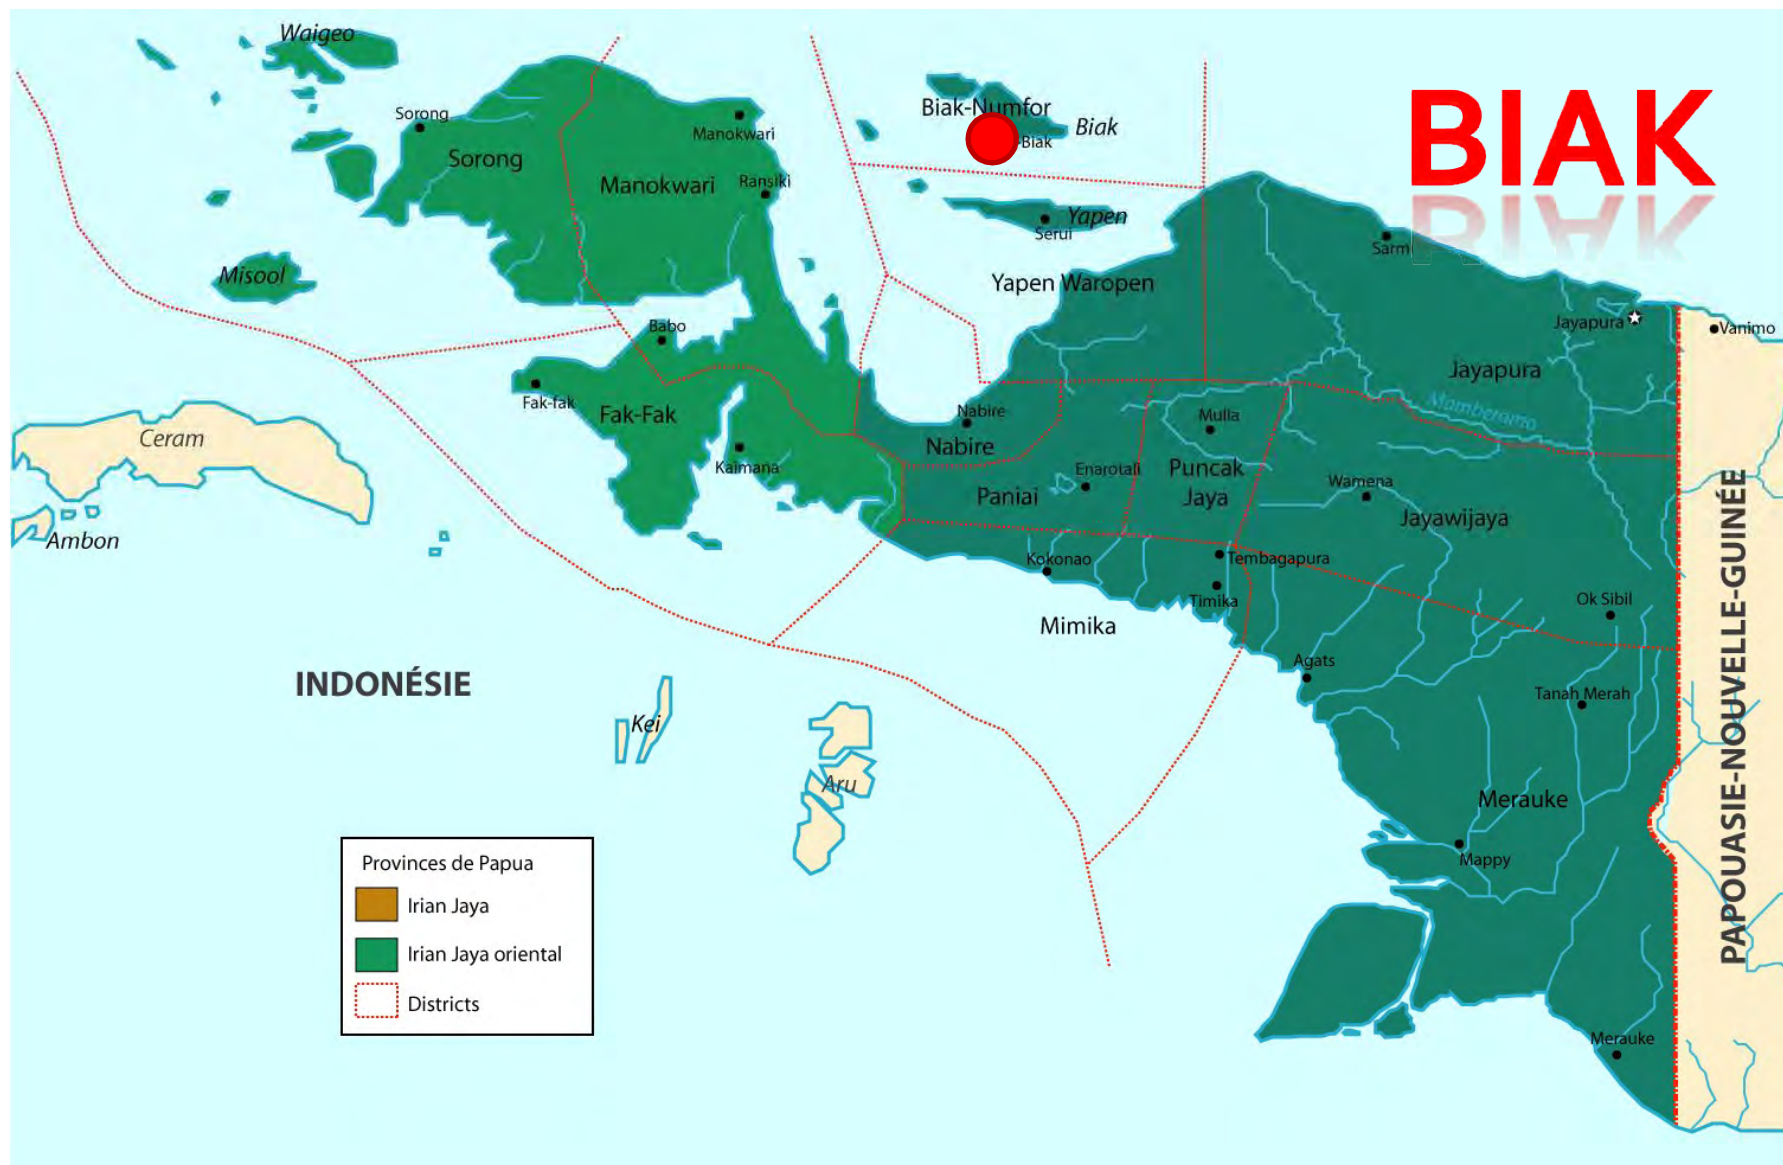 Waigeo
BIAK
Biak-Numfor
Sorong
Manokwari
Biak
Biak
Sorong
Manokwari
Ransiki
Yapen
Serui
Sarm
Misool
Yapen Waropen
Babo
Jayapura
Vanimo
Jayapura
Fak-fak
Fak-Fak
Nabire
Mulla
Mamberamo
Ceram
Nabire
Kaimana
Enarotali
Puncak
Jaya
Paniai
Wamena
Jayawijaya
Ambon
Kokonao
Tembagapura
Timika
Ok Sibil
Mimika
Agats
INDONÉSIE
Tanah Merah
Kei
PAPOUASIE-NOUVELLE-GUINÉE
Aru
Merauke
Mappy
Provinces de Papua
Irian Jaya
Irian Jaya oriental
Districts
Merauke